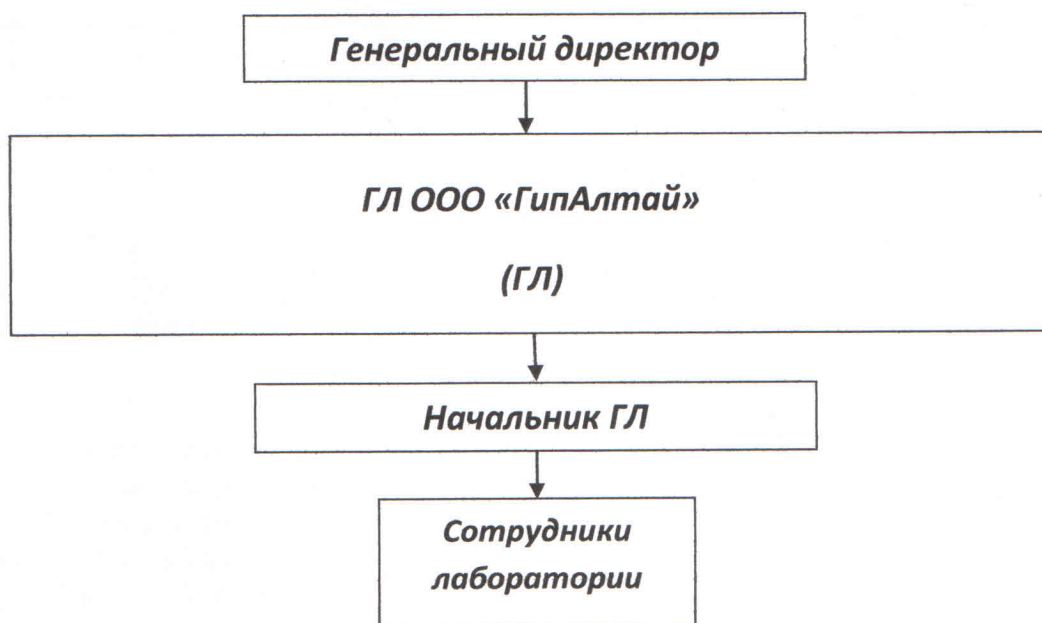 Генеральный директор
ГЛ ООО «ГипАлтай»
(ГЛ)
Начальник ГЛ
Сотрудники
лаборатории